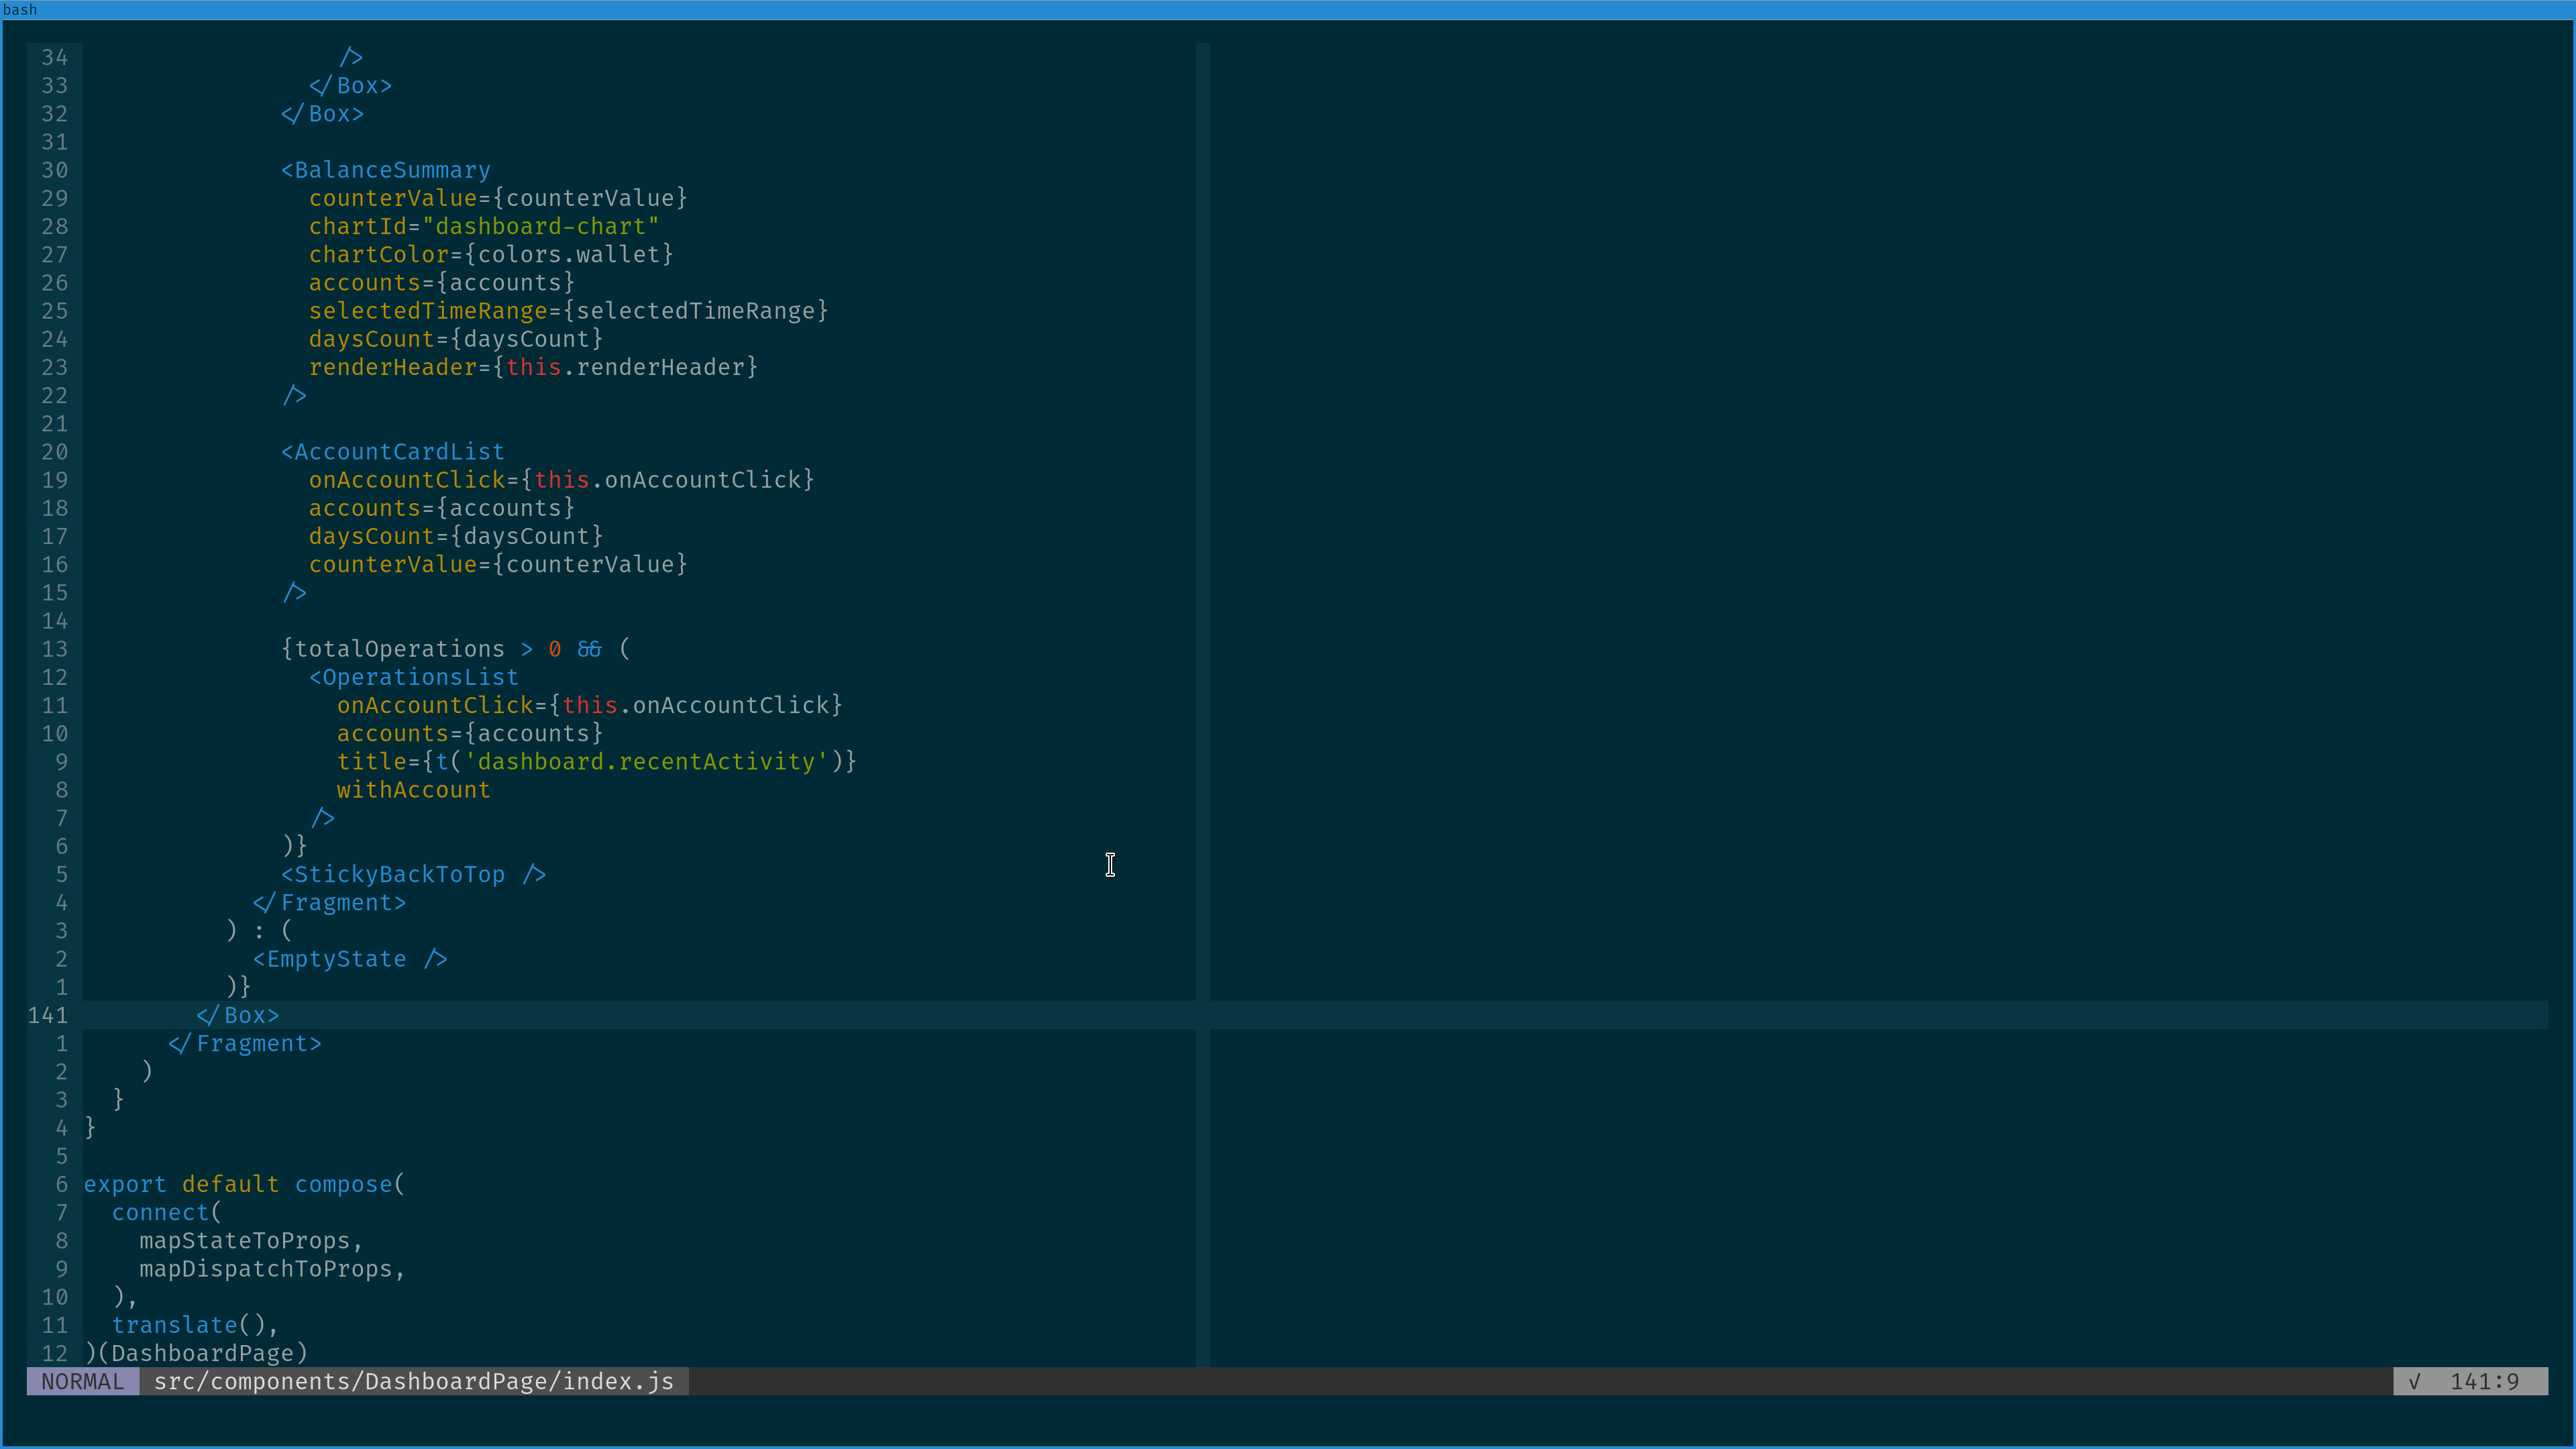 bash
34                   />
33                 </Box>
32               </Box>
31
30               <BalanceSummary
29                 counterValue={counterValue}
28                 chartId="dashboard-chart"
27                 chartColor={colors.wallet}
26                 accounts={accounts}
25                 selectedTimeRange={selectedTimeRange}
24                 daysCount={daysCount}
23                 renderHeader={this.renderHeader}
22               />
21
20               <AccountCardList
19                 onAccountClick={this.onAccountClick}
18                 accounts={accounts}
17                 daysCount={daysCount}
16                 counterValue={counterValue}
15               />
14
13               {totalOperations > 0 && (
12                 <OperationsList
11                   onAccountClick={this.onAccountClick}
10                   accounts={accounts}
9                   title={t('dashboard.recentActivity')}
8                   withAccount
7                 />
6               )}
5               <StickyBackToTop />
4             </Fragment>
3           ) : (
2             <EmptyState />
1           )}
141         </Box>
1       </Fragment>
2     )
3   }
4 }
5
6 export default compose(
7   connect(
8     mapStateToProps,
9     mapDispatchToProps,
10   ),
11   translate(),
12 )(DashboardPage)
NORMAL src/components/DashboardPage/index.js √ 141:9